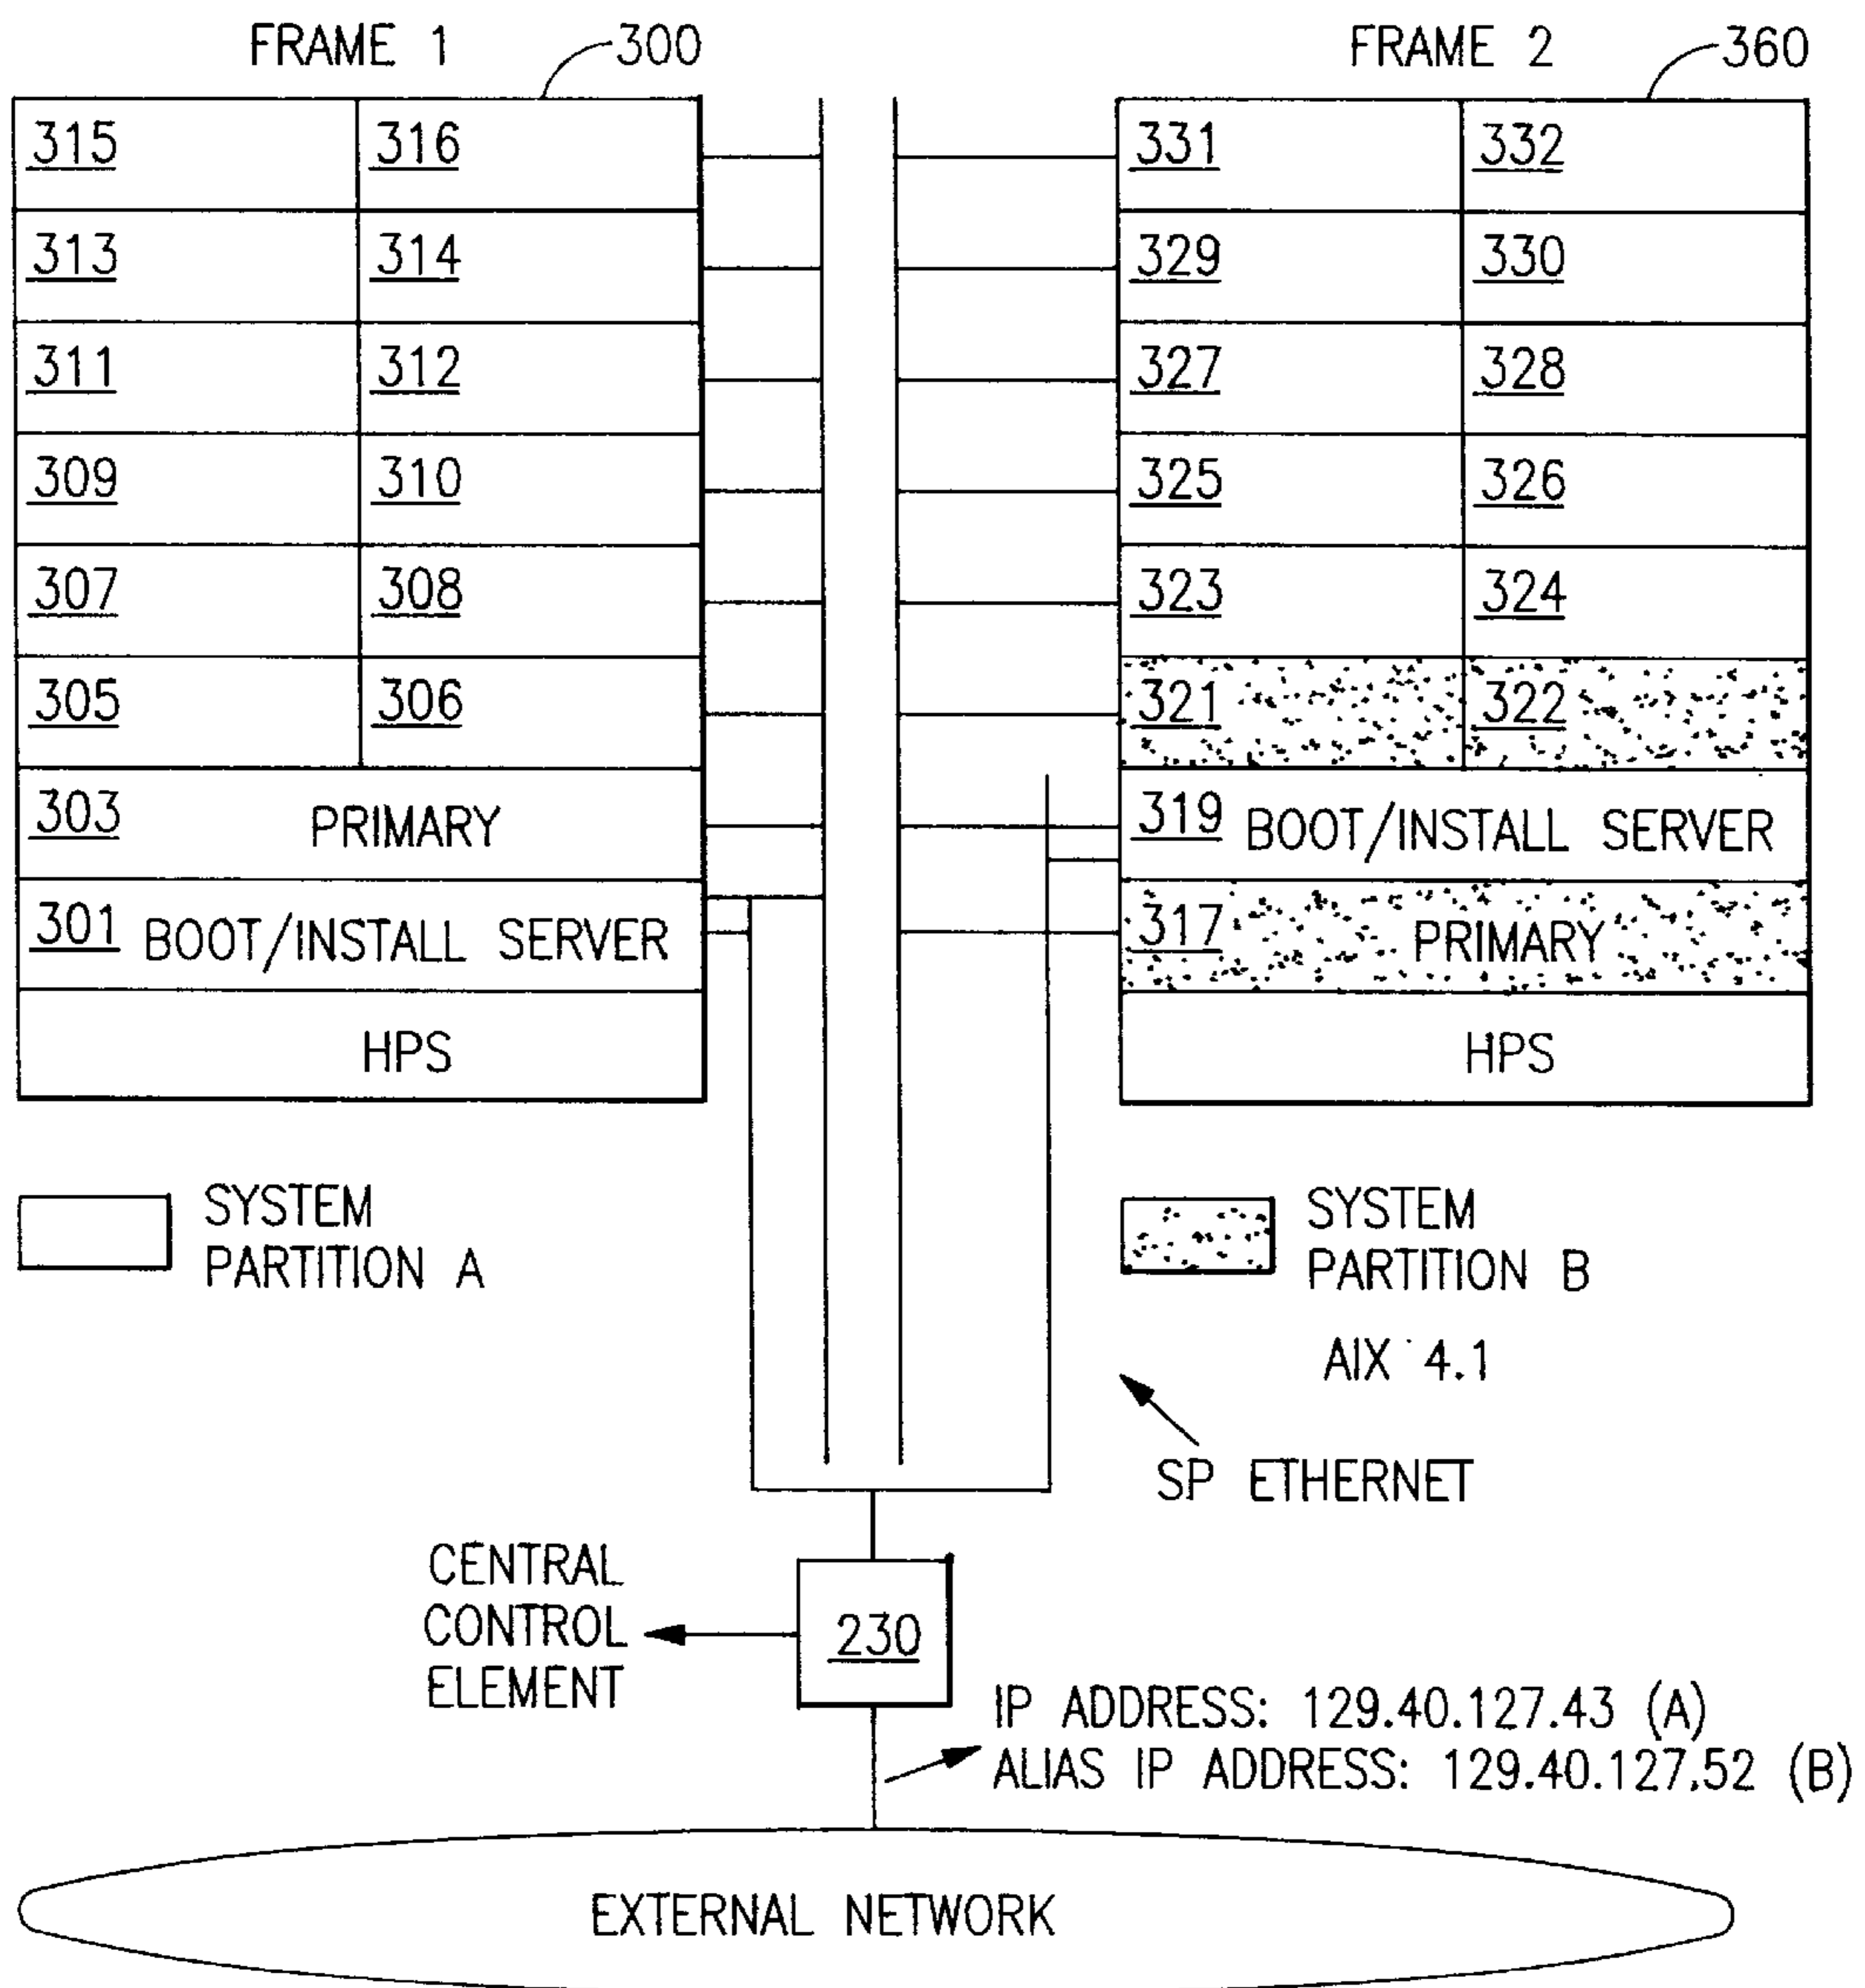 FRAME 1
300
315 316
313 314
311 312
309 310
307 308
305 306
303 PRIMARY
301 BOOT/INSTALL SERVER
HPS
FRAME 2
360
331 332
329 330
327 328
325 326
323 324
321 322
319 BOOT/INSTALL SERVER
317 PRIMARY
HPS
SYSTEM
PARTITION A
SYSTEM
PARTITION B
AIX 4.1
SP ETHERNET
CENTRAL
CONTROL
ELEMENT
230
IP ADDRESS: 129.40.127.43 (A)
ALIAS IP ADDRESS: 129.40.127.52 (B)
EXTERNAL NETWORK